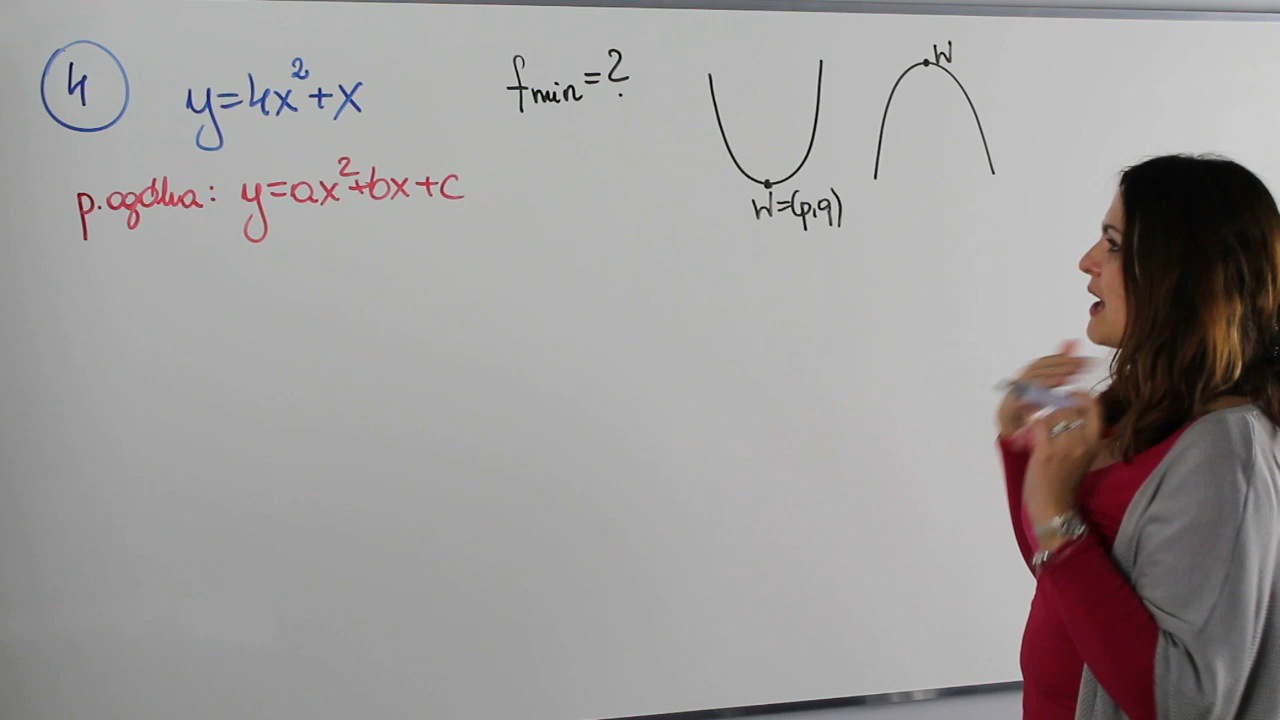 4
y=4x²+x
fmin=?
W
p. ogólna: y=ax²+bx+c
W=(p,q)